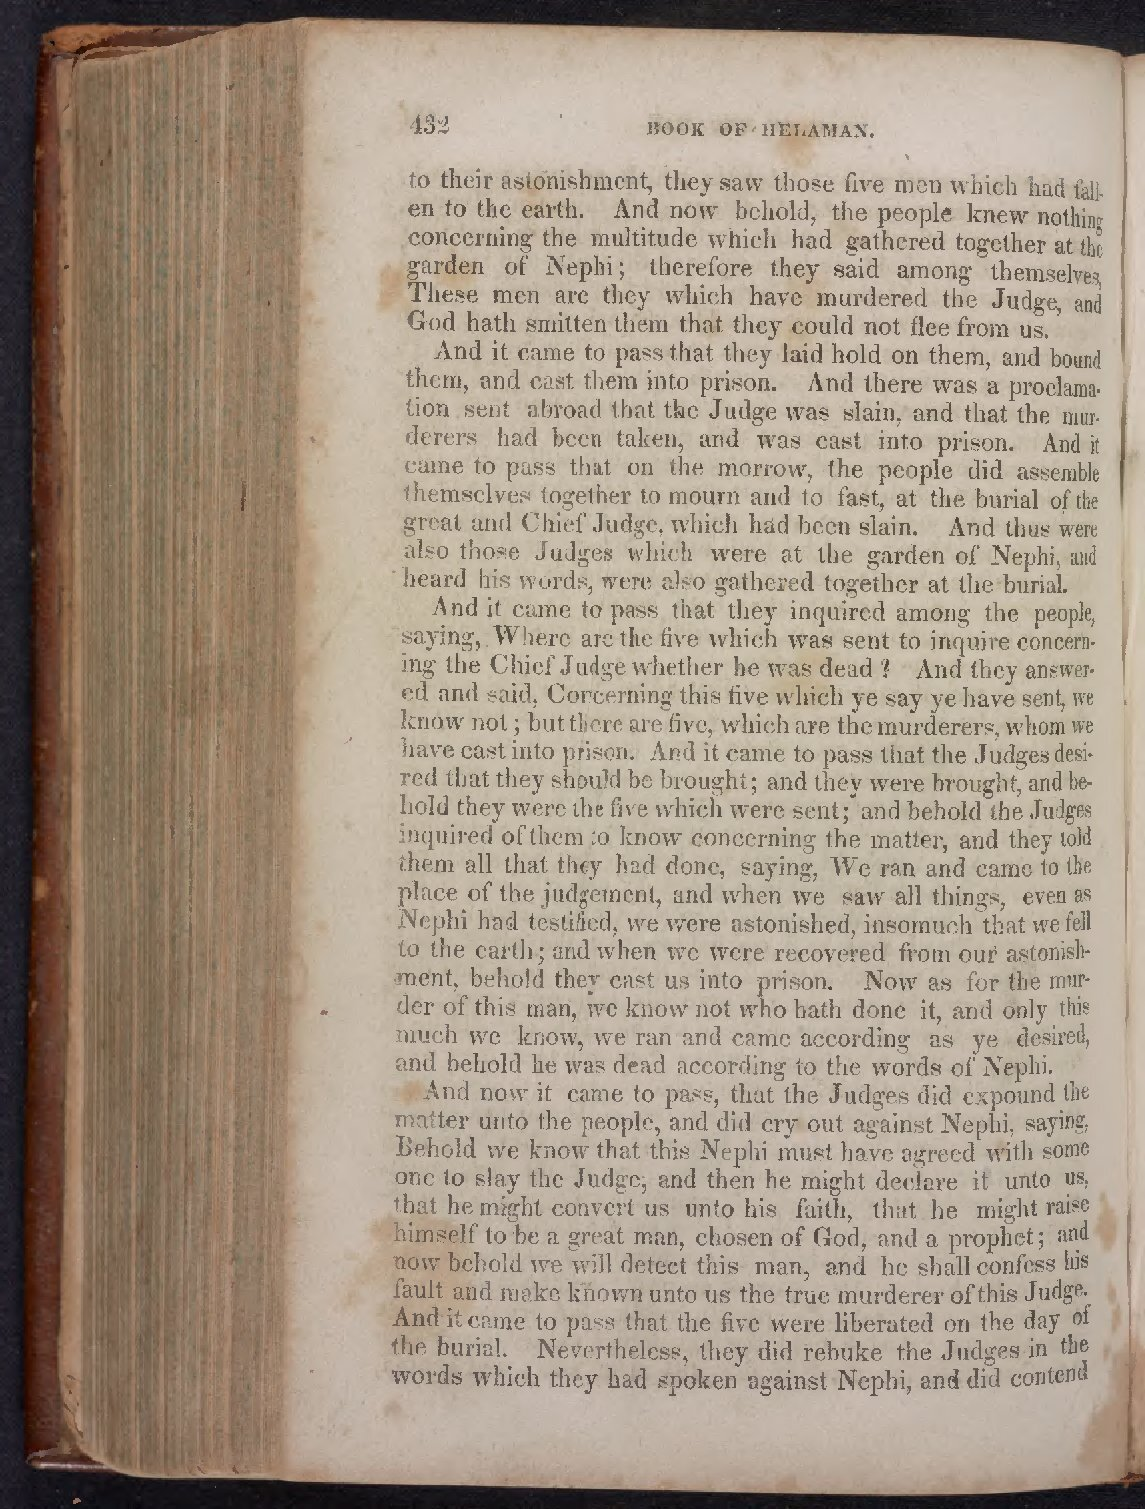 432 BOOK OF HELAMAN.
to their astonishment, they saw those five men which had fall-
en to the earth. And now behold, the people knew nothing
concerning the multitude which had gathered together at the
garden of Nephi; therefore they said among themselves,
These men are they which have murdered the Judge, and
God hath smitten them that they could not flee from us.
And it came to pass that they laid hold on them, and bound
them, and cast them into prison. And there was a proclama-
tion sent abroad that the Judge was slain, and that the mur-
derers had been taken, and was cast into prison. And it
came to pass that on the morrow, the people did assemble
themselves together to mourn and to fast, at the burial of the
great and Chief Judge, which had been slain. And thus were
also those Judges which were at the garden of Nephi, and
heard his words, were also gathered together at the burial.
And it came to pass that they inquired among the people,
saying, Where are the five which was sent to inquire concern-
ing the Chief Judge whether he was dead? And they answer-
ed and said, Corcerning this five which ye say ye have sent, we
know not; but there are five, which are the murderers, whom we
have cast into prison. And it came to pass that the Judges desi-
red that they should be brought; and they were brought, and be-
hold they were the five which were sent; and behold the Judges
inquired of them to know concerning the matter, and they told
them all that they had done, saying, We ran and came to the
place of the judgement, and when we saw all things, even as
Nephi had testified, we were astonished, insomuch that we fell
to the earth; and when we were recovered from our astonish-
ment, behold they cast us into prison. Now as for the mur-
der of this man, we know not who hath done it, and only this
much we know, we ran and came according as ye desired,
and behold he was dead according to the words of Nephi.
And now it came to pass, that the Judges did expound the
matter unto the people, and did cry out against Nephi, saying,
Behold we know that this Nephi must have agreed with some
one to slay the Judge, and then he might declare it unto us,
that he might convert us unto his faith, that he might raise
himself to be a great man, chosen of God, and a prophet; and
now behold we will detect this man, and he shall confess his
fault and make known unto us the true murderer of this Judge.
And it came to pass that the five were liberated on the day of
the burial. Nevertheless, they did rebuke the Judges in the
words which they had spoken against Nephi, and did contend